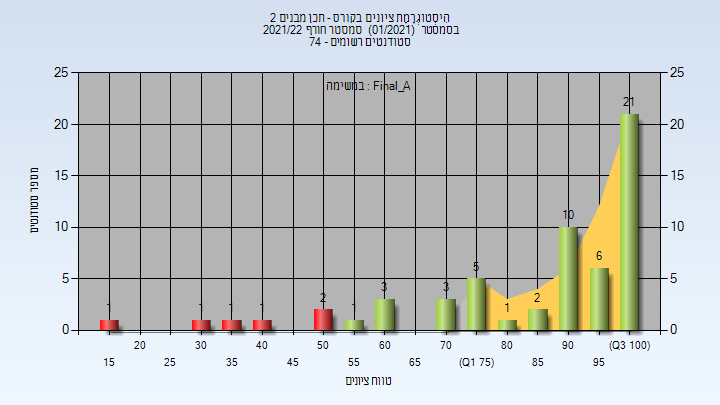 היסטוגרמת ציונים בקורס - תכן מבנים 2
בסמסטר (01/2021) סמסטר חורף 2021/22
סטודנטים רשומים - 74
במשימה : Final_A
25 25
20 20
15 15
10 10
5 5
0 0
מספר סטודנטים
1 1 1 1 2 1 3 3 5 1 2 10 6 21
20 30 40 50 60 70 80 90 (Q3 100)
15 25 35 45 55 65 (Q1 75) 85 95
טווח ציונים